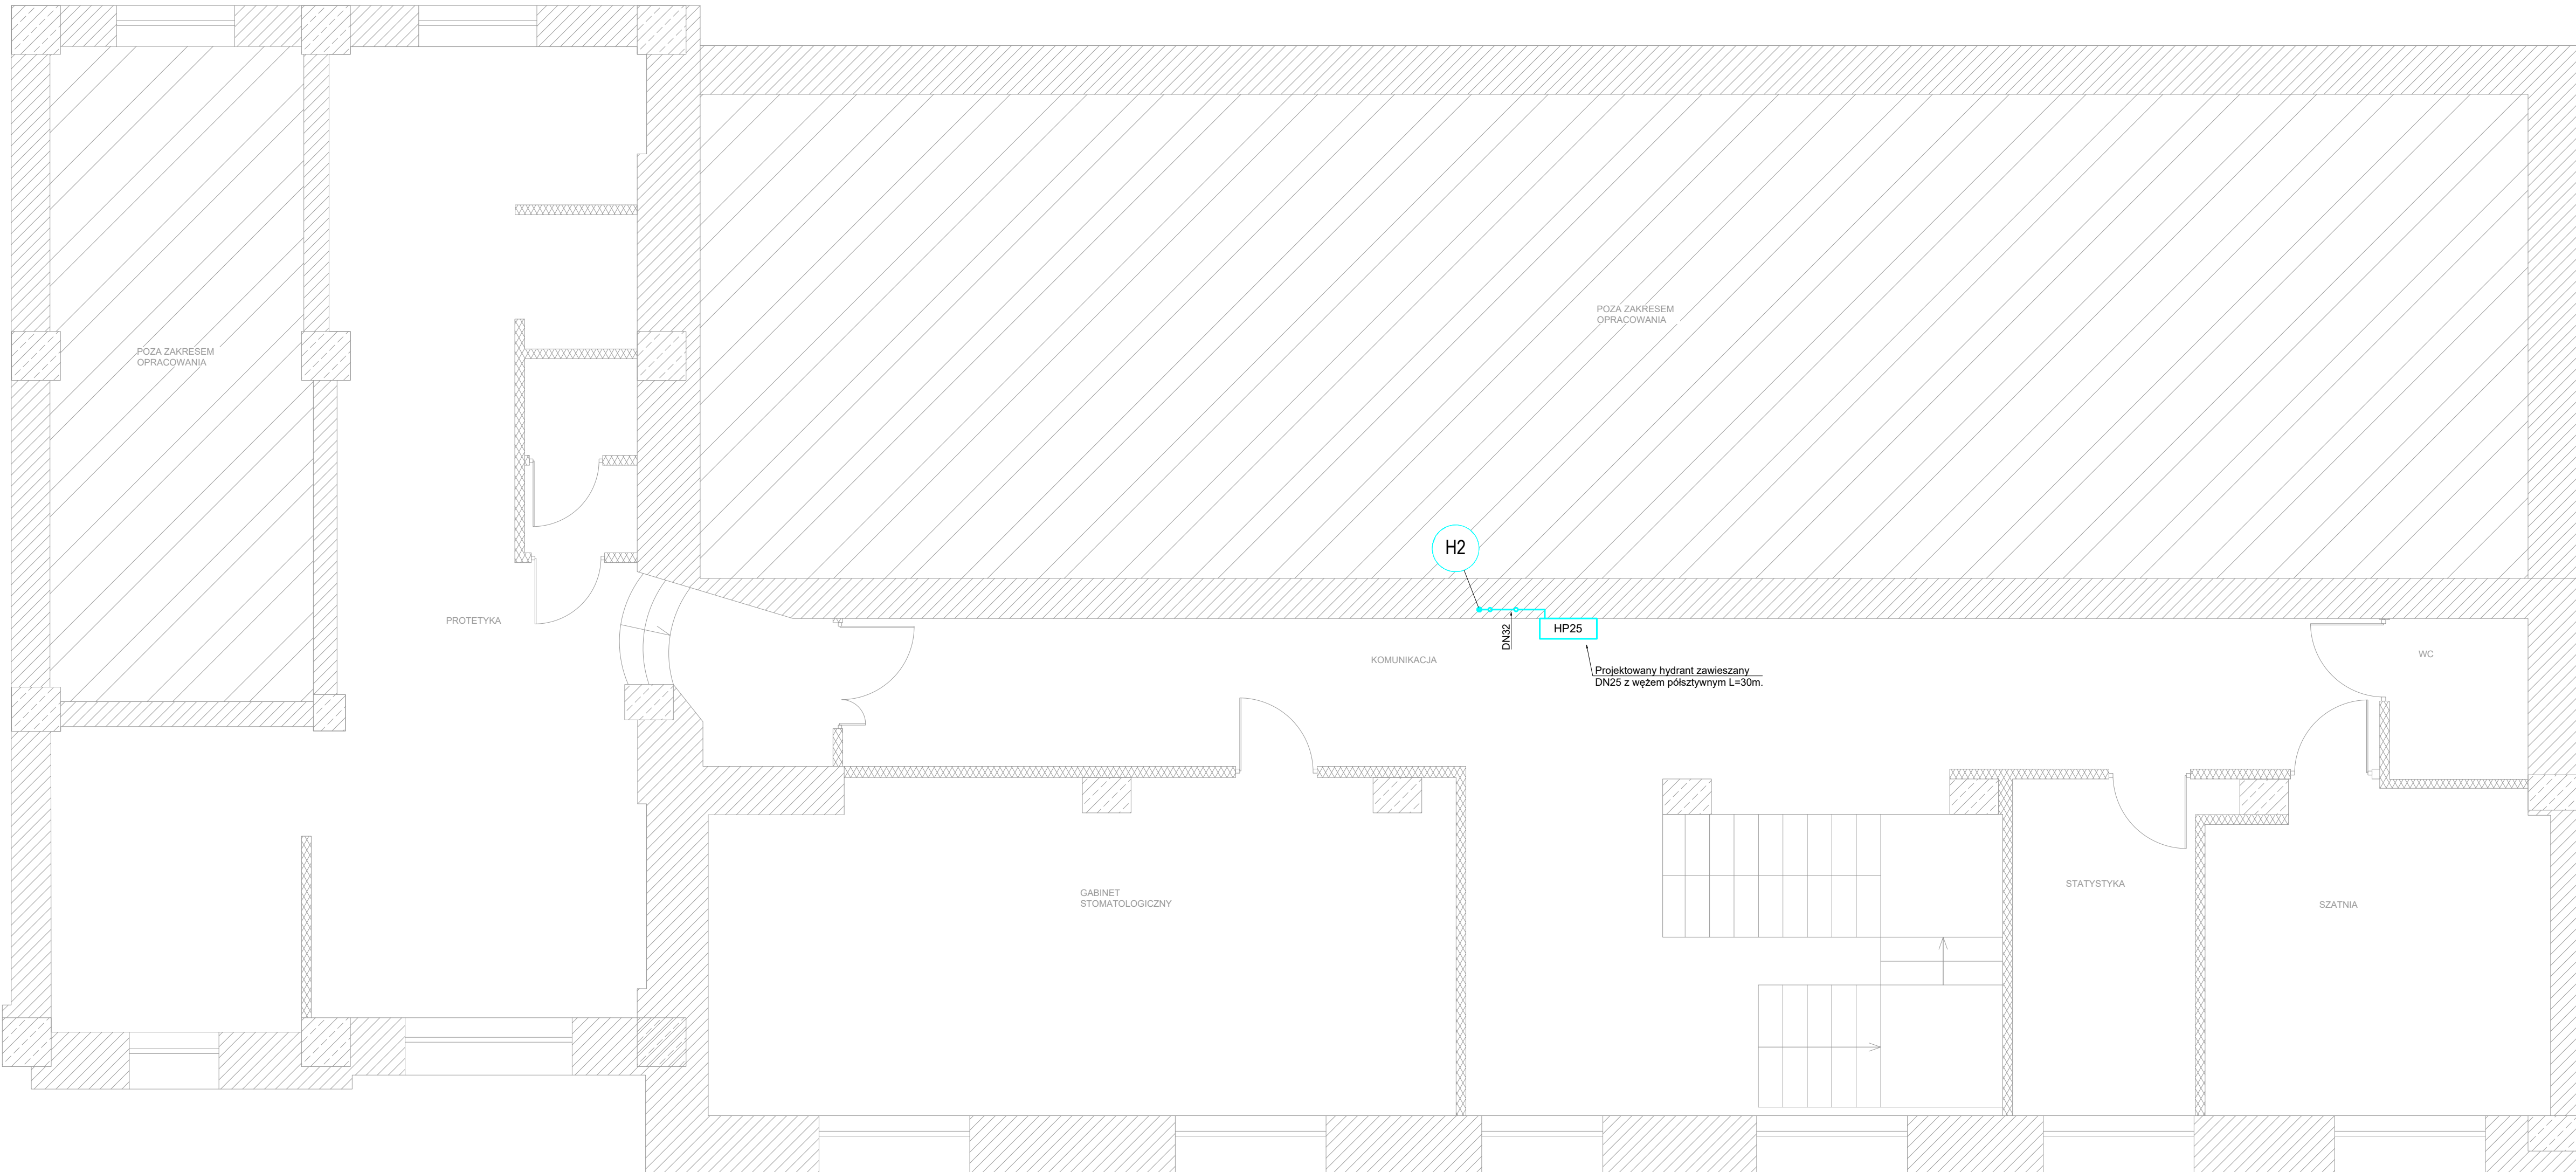 POZA ZAKRESEM
OPRACOWANIA
POZA ZAKRESEM
OPRACOWANIA
H2
PROTETYKA
DN32
HP25
KOMUNIKACJA
WC
Projektowany hydrant zawieszany
DN25 z wężem półsztywnym L=30m.
GABINET
STOMATOLOGICZNY
STATYSTYKA
SZATNIA